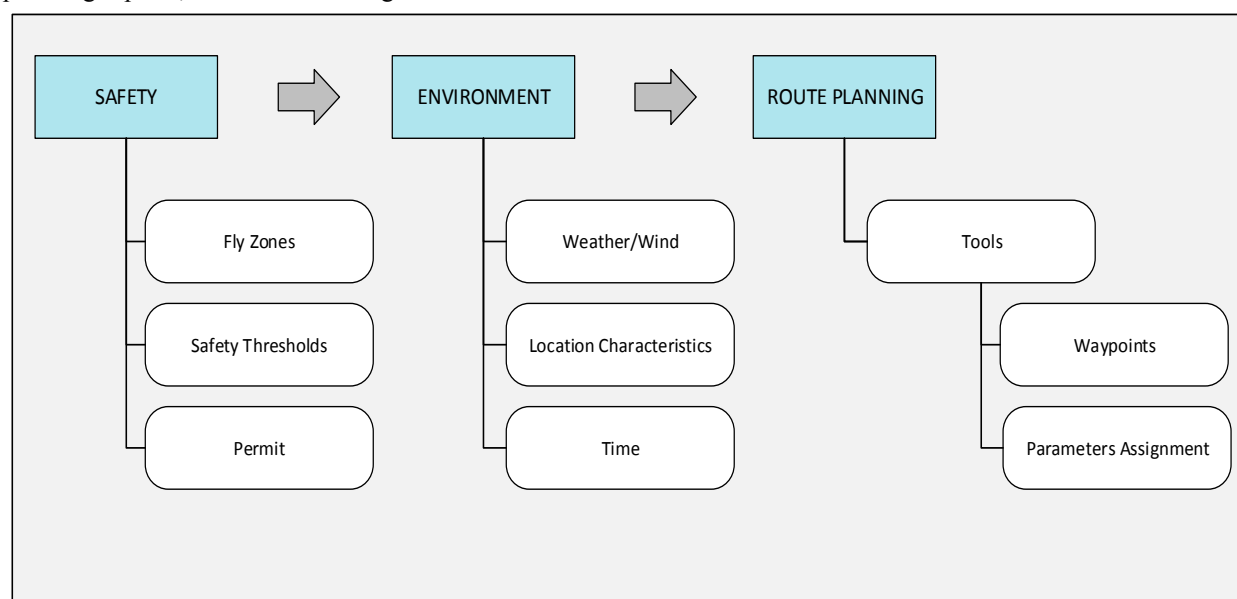 SAFETY
ENVIRONMENT
ROUTE PLANNING
Fly Zones
Weather/Wind
Tools
Safety Thresholds
Location Characteristics
Waypoints
Permit
Time
Parameters Assignment